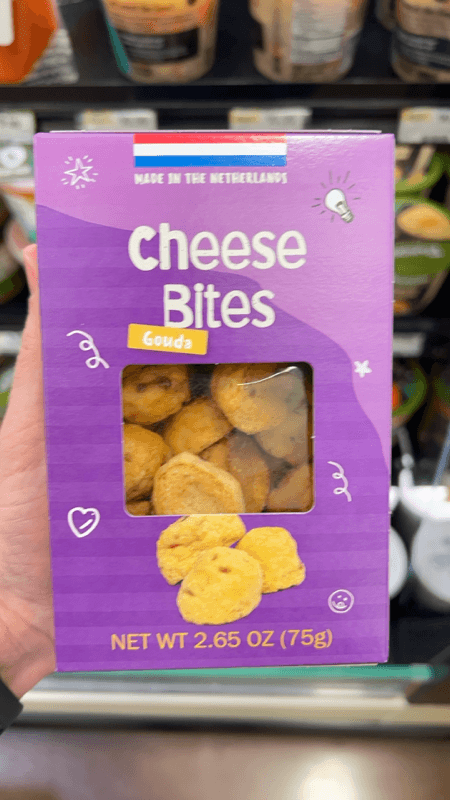 MADE IN THE NETHERLANDS
Cheese
Bites
Gouda
NET WT 2.65 OZ (75g)